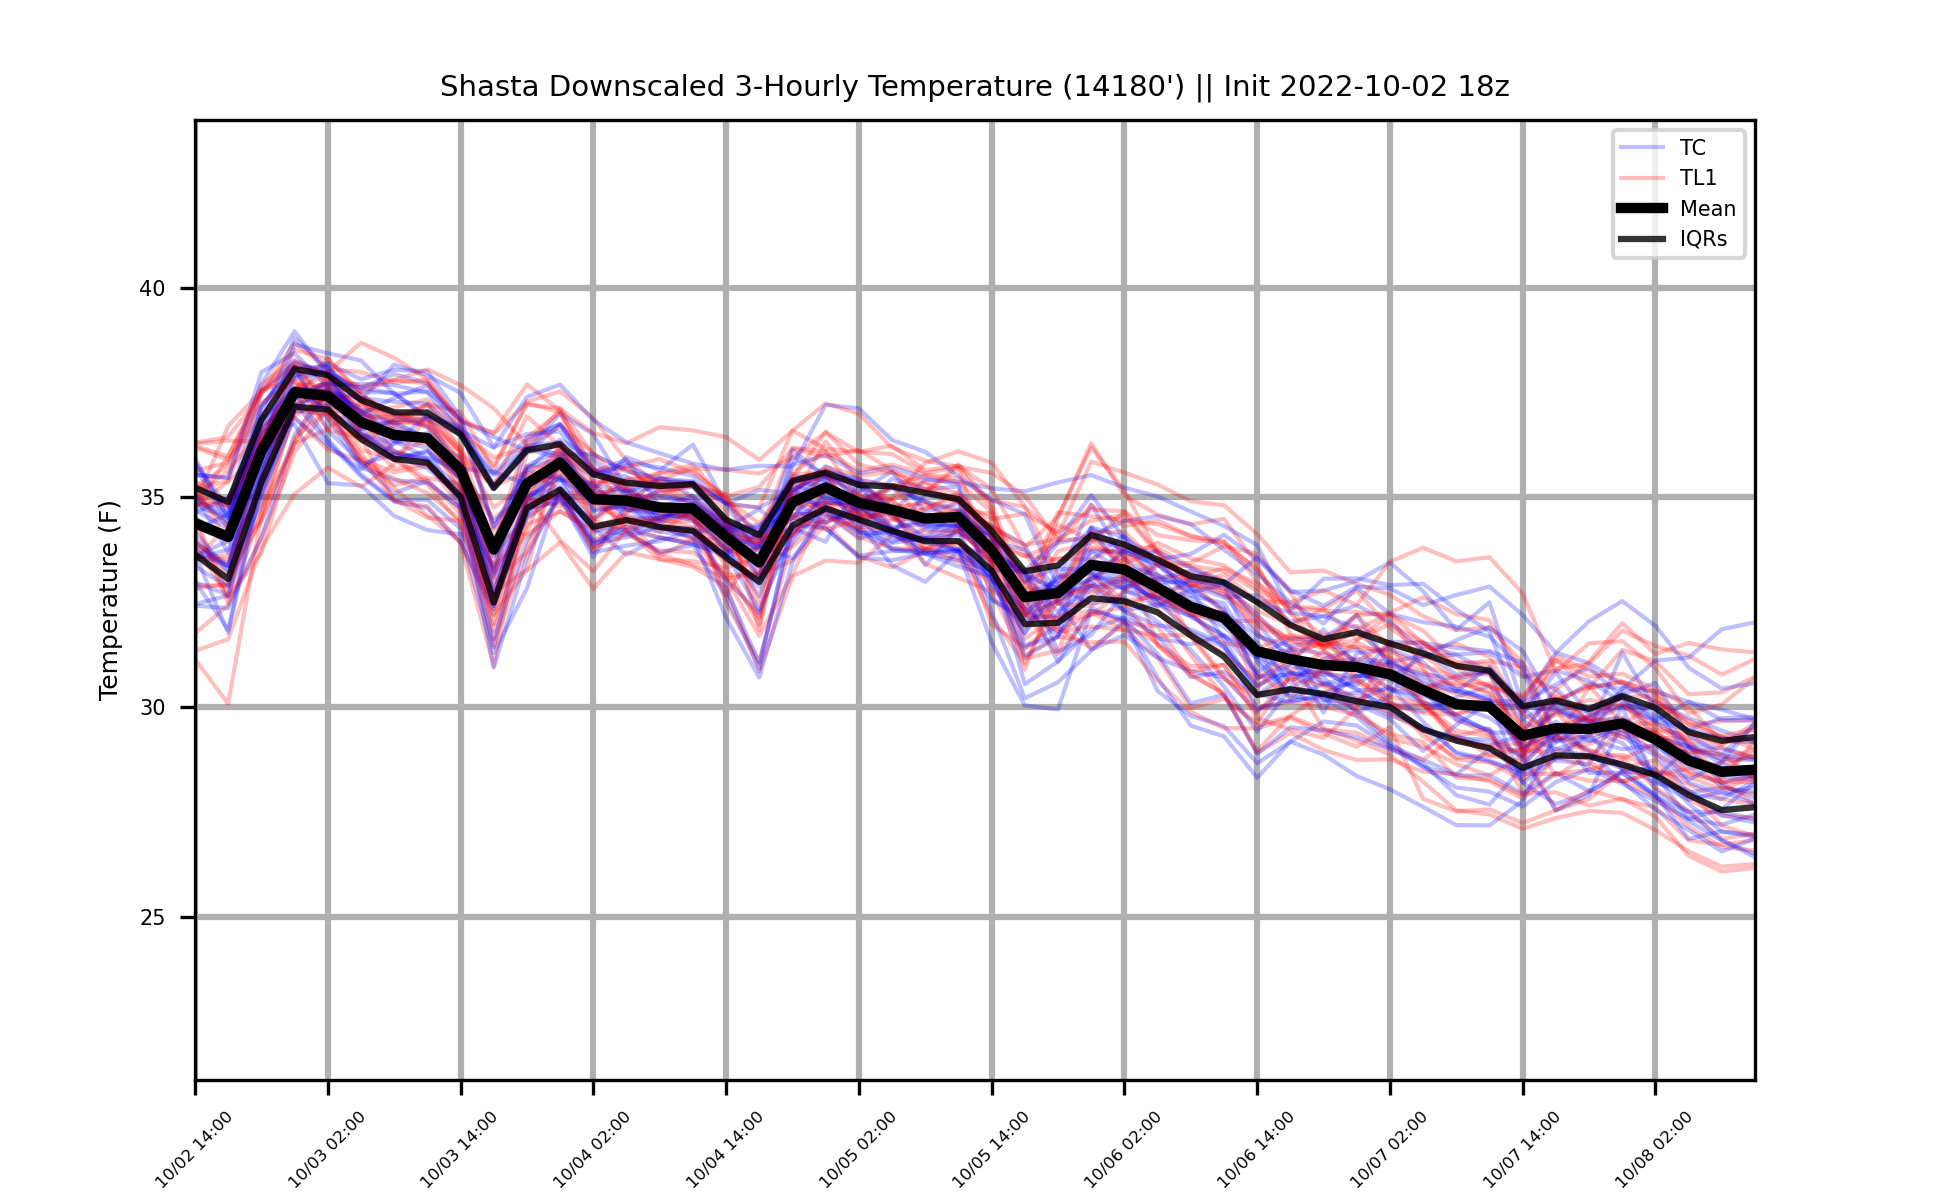 Shasta Downscaled 3-Hourly Temperature (14180') || Init 2022-10-02 18z
TC
TL1
Mean
IQRs
Temperature (F)
40
35
30
25
10/02 14:00
10/03 02:00
10/03 14:00
10/04 02:00
10/04 14:00
10/05 02:00
10/05 14:00
10/06 02:00
10/06 14:00
10/07 02:00
10/07 14:00
10/08 02:00